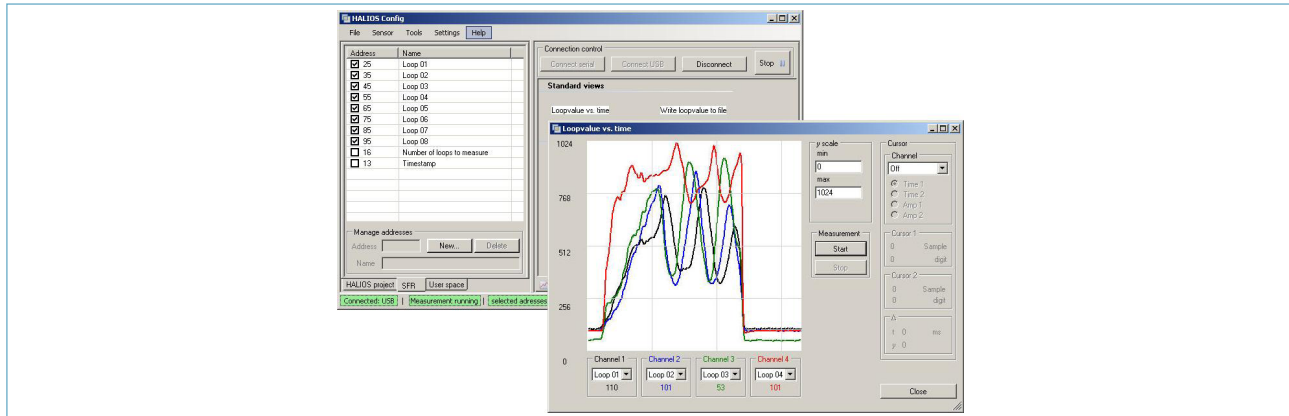 HALIOS Config
File Sensor Tools Settings Help
Address Name
25 Loop 01
35 Loop 02
45 Loop 03
55 Loop 04
65 Loop 05
75 Loop 06
85 Loop 07
95 Loop 08
16 Number of loops to measure
13 Timestamp
Manage addresses
Address New... Delete
Name
HALIOS project SFR User space
Connected: USB | Measurement running | selected adresses
Connection control
Connect serial Connect USB Disconnect Stop
Standard views
Loopvalue vs. time Write loopvalue to file
Loopvalue vs. time
1024
768
512
256
0
Channel 1 Channel 2 Channel 3 Channel 4
Loop 01 Loop 02 Loop 03 Loop 04
110 101 53 101
y scale
min
0
max
1024
Measurement
Start
Stop
Cursor
Channel
Off
Time 1
Time 2
Amp 1
Amp 2
Cursor 1
0 Sample
0 digit
Cursor 2
0 Sample
0 digit
Δ
t 0 ms
y 0
Close